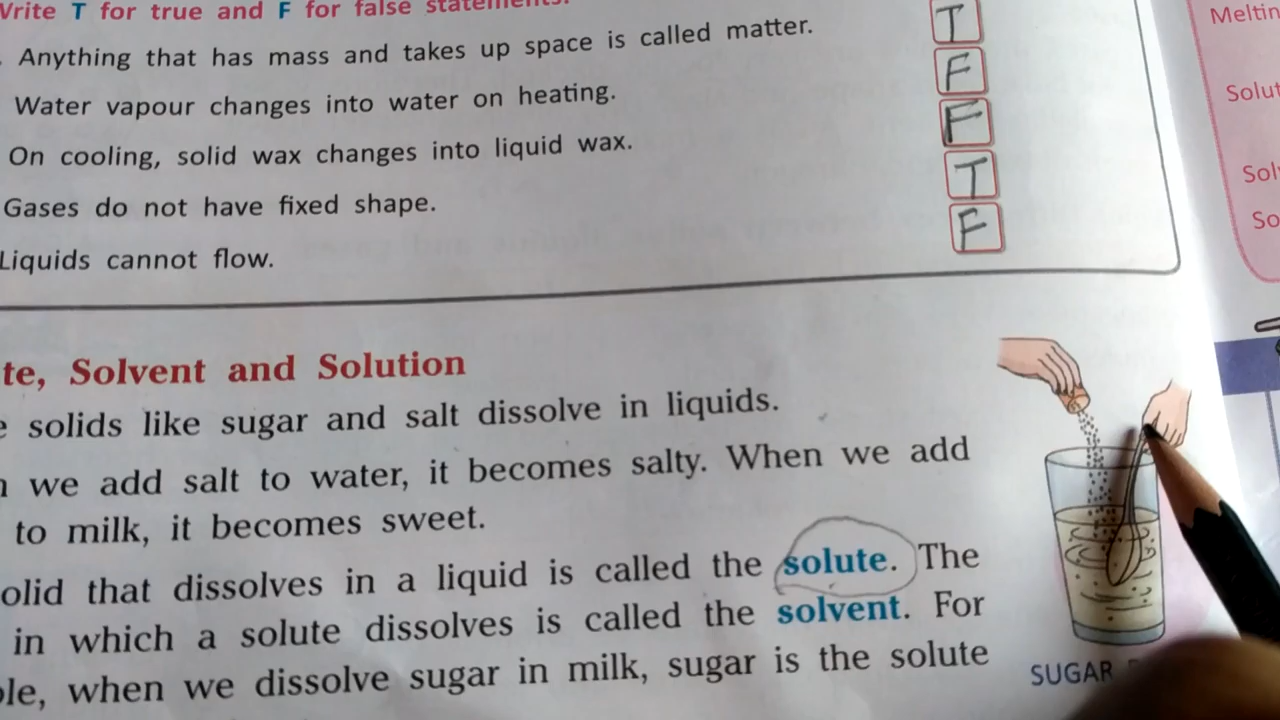 Write T for true and F for false statements.
Anything that has mass and takes up space is called matter. T
Water vapour changes into water on heating. F
On cooling, solid wax changes into liquid wax. F
Gases do not have fixed shape. T
Liquids cannot flow. F
te, Solvent and Solution
e solids like sugar and salt dissolve in liquids.
n we add salt to water, it becomes salty. When we add
to milk, it becomes sweet.
olid that dissolves in a liquid is called the solute. The
in which a solute dissolves is called the solvent. For
ple, when we dissolve sugar in milk, sugar is the solute
SUGAR
Meltin
Solut
Sol
So